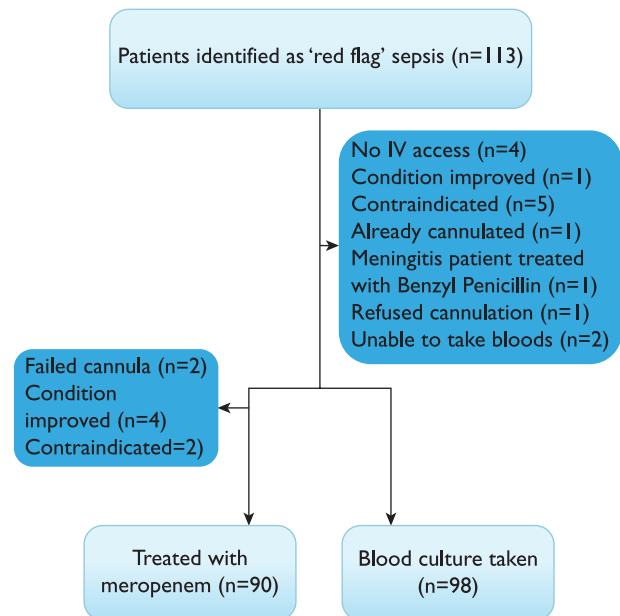 Patients identified as ‘red flag’ sepsis (n=113)
No IV access (n=4)
Condition improved (n=1)
Contraindicated (n=5)
Already cannulated (n=1)
Meningitis patient treated
with Benzyl Penicillin (n=1)
Refused cannulation (n=1)
Unable to take bloods (n=2)
Failed cannula (n=2)
Condition
improved (n=4)
Contraindicated=2)
Treated with
meropenem (n=90)
Blood culture taken
(n=98)